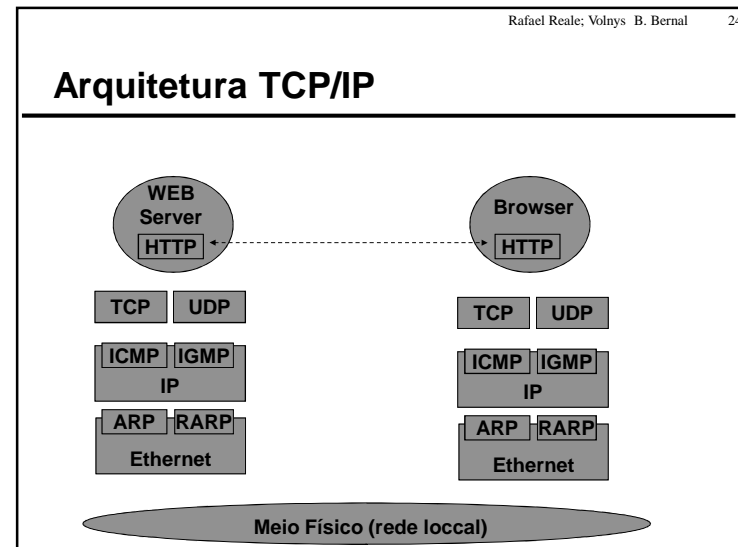 Rafael Reale; Volnys B. Bernal 24
Arquitetura TCP/IP
WEB
Server
HTTP
Browser
HTTP
TCP UDP
TCP UDP
ICMP IGMP
IP
ICMP IGMP
IP
ARP RARP
Ethernet
ARP RARP
Ethernet
Meio Físico (rede loccal)